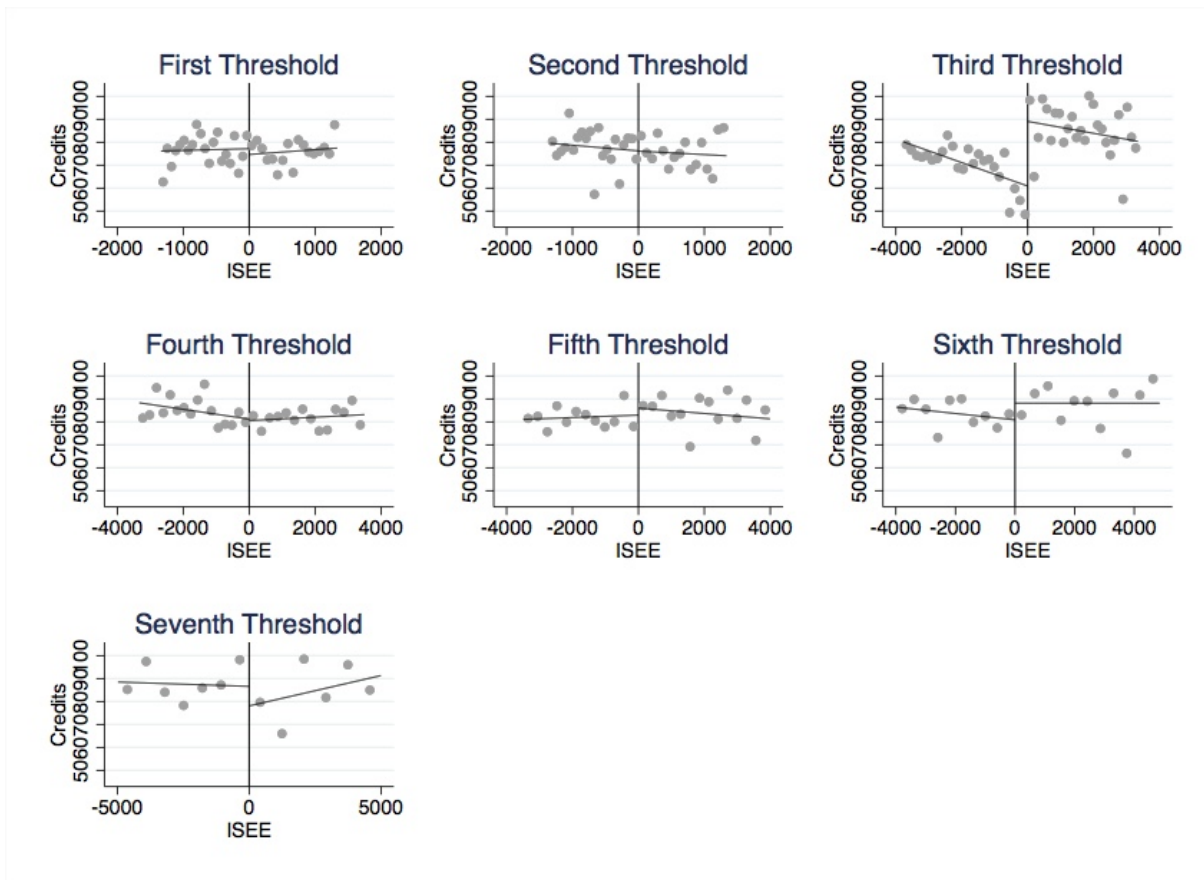 First Threshold
Credits
5060708090100
-2000 -1000 0 1000 2000
ISEE
Second Threshold
Credits
5060708090100
-2000 -1000 0 1000 2000
ISEE
Third Threshold
Credits
5060708090100
-4000 -2000 0 2000 4000
ISEE
Fourth Threshold
Credits
5060708090100
-4000 -2000 0 2000 4000
ISEE
Fifth Threshold
Credits
5060708090100
-4000 -2000 0 2000 4000
ISEE
Sixth Threshold
Credits
5060708090100
-4000 -2000 0 2000 4000
ISEE
Seventh Threshold
Credits
5060708090100
-5000 0 5000
ISEE